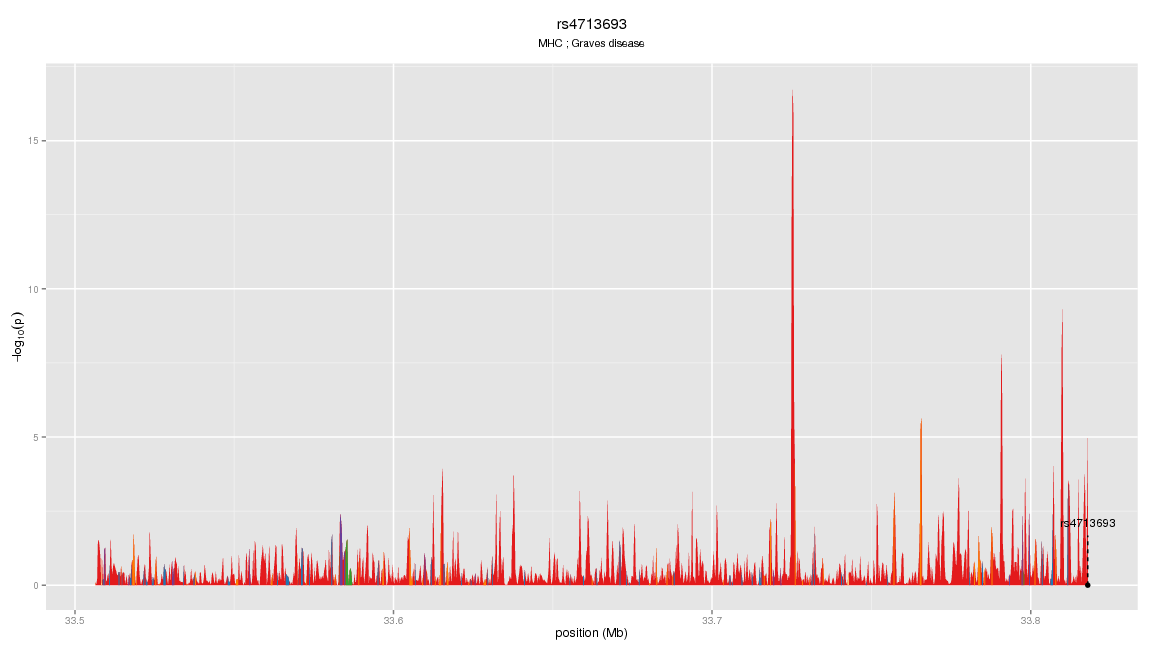 rs4713693
MHC ; Graves disease
15
10
5
0
−log10(p)
rs4713693
33.5
33.6
33.7
33.8
position (Mb)